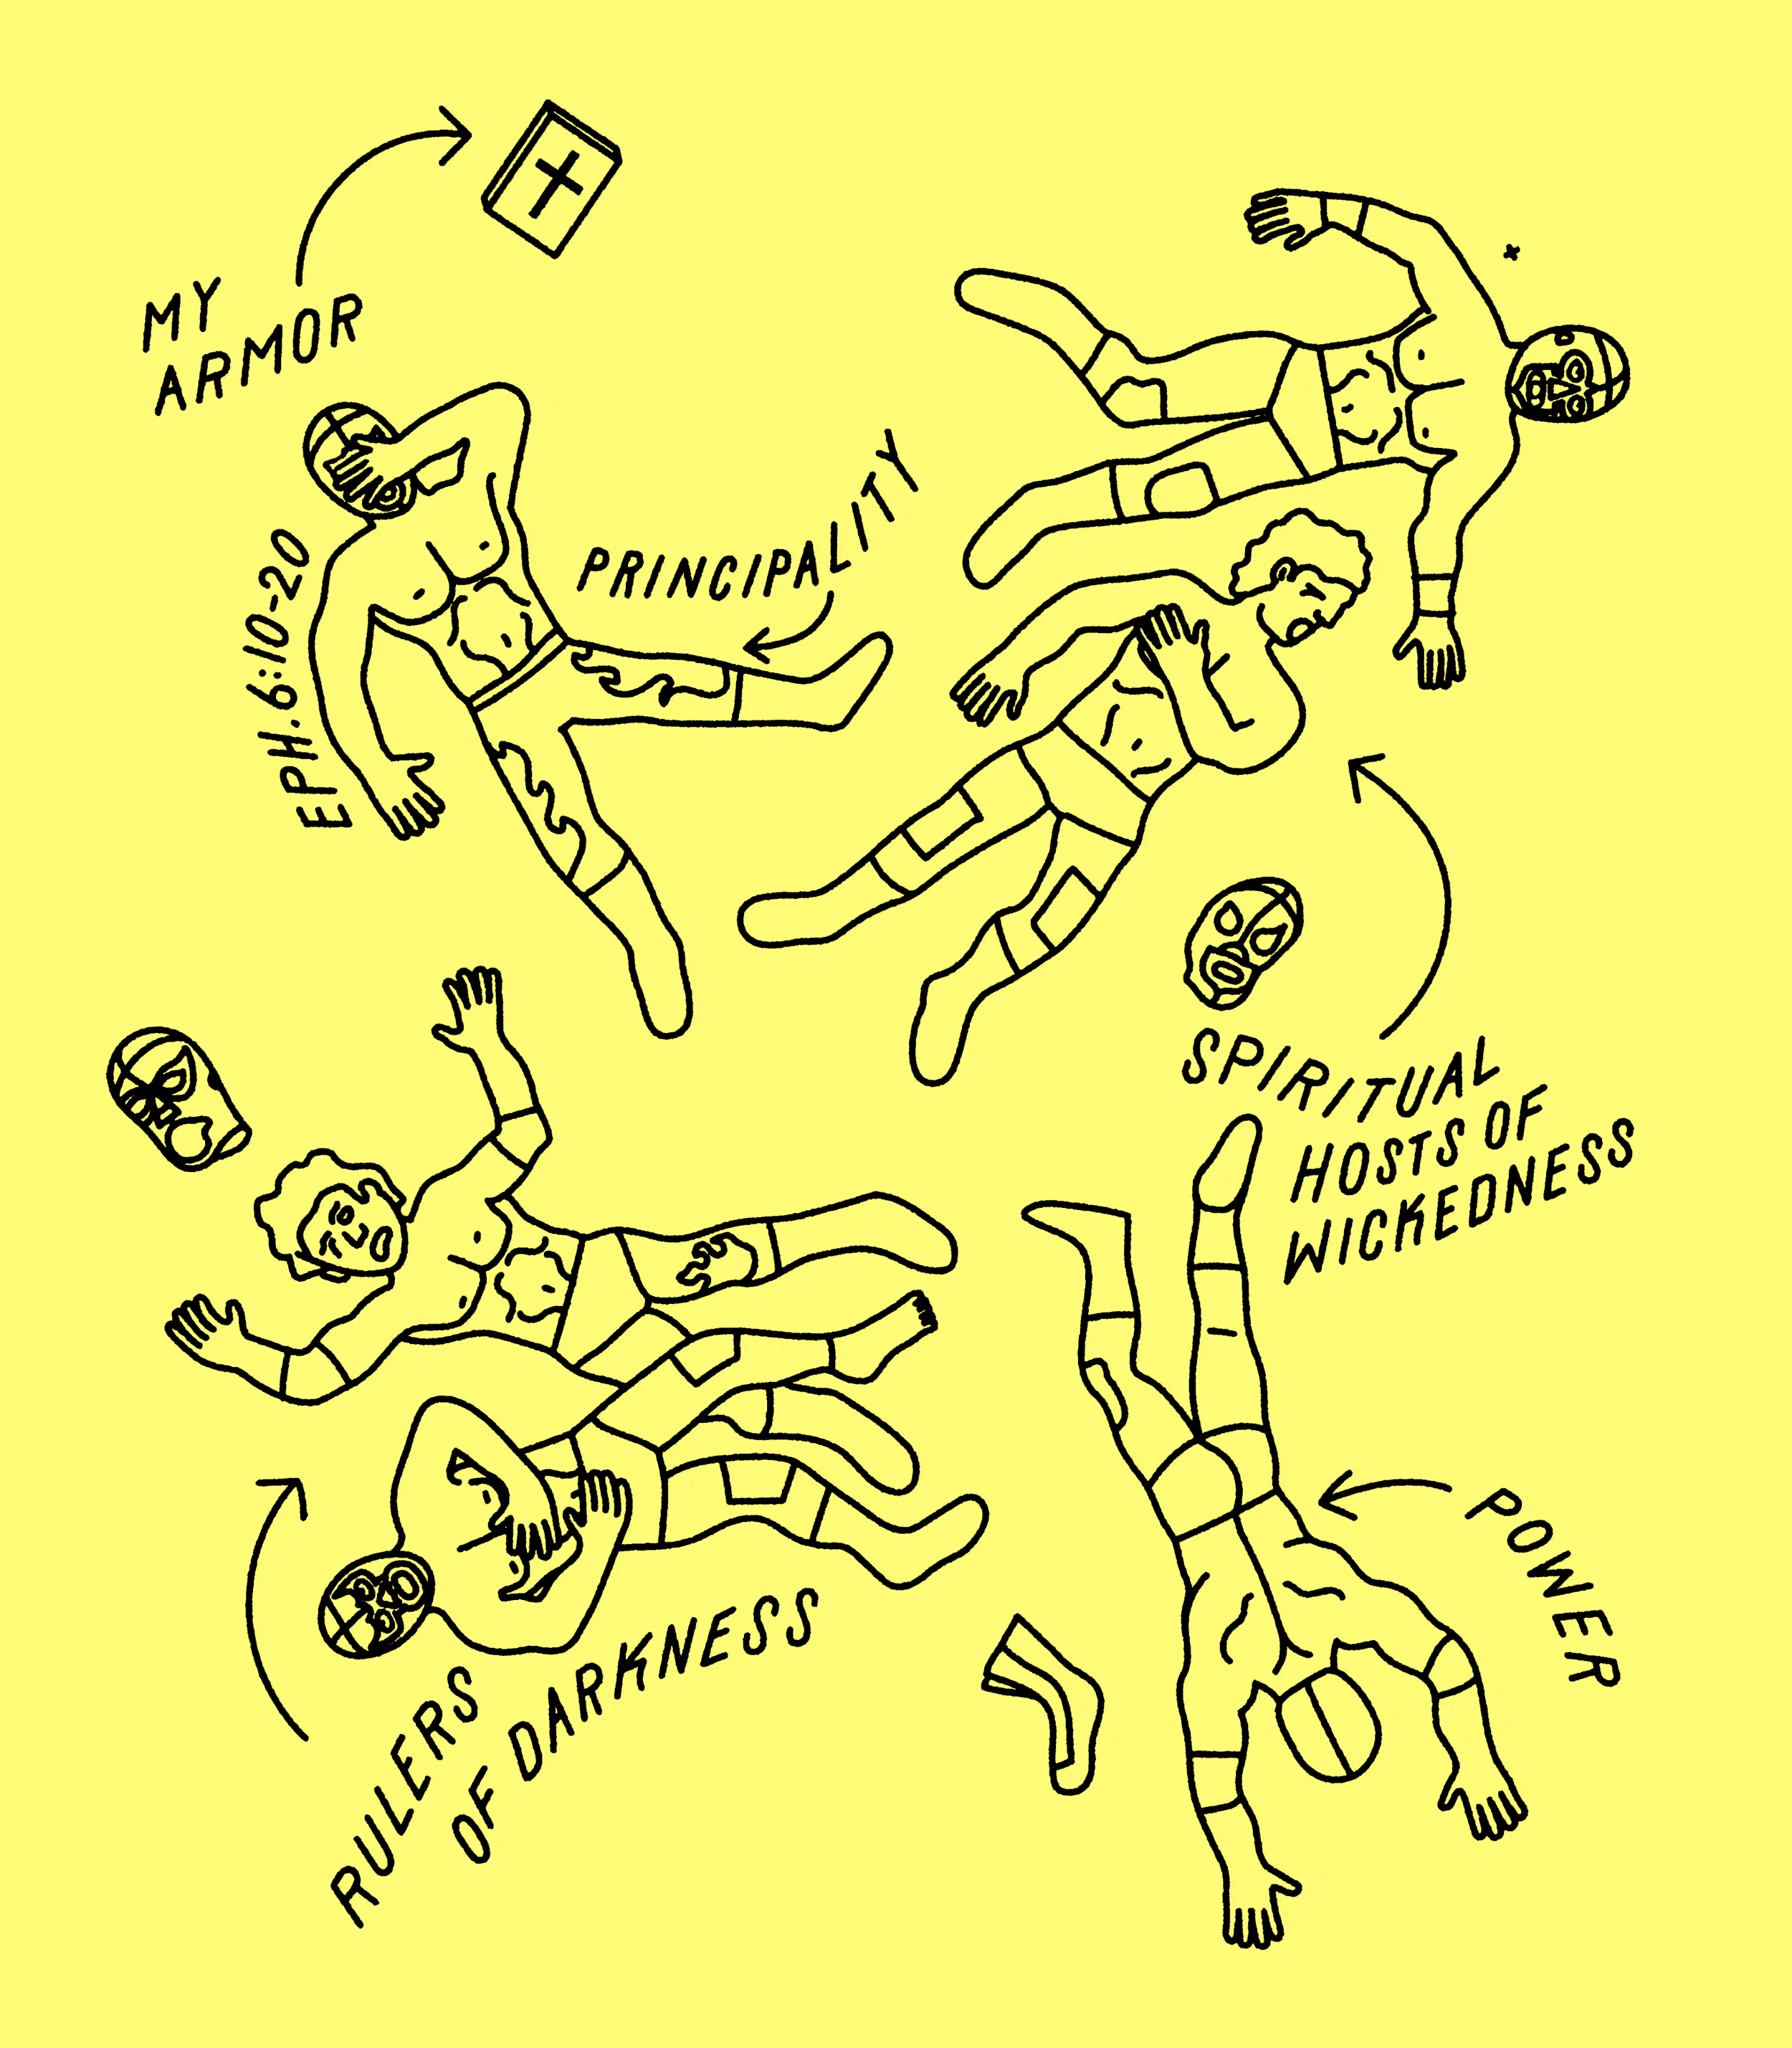 MY
ARMOR
PRINCIPALITY
EPH. 6:10-20
SPIRITUAL
HOSTS OF
WICKEDNESS
POWER
RULERS
OF DARKNESS